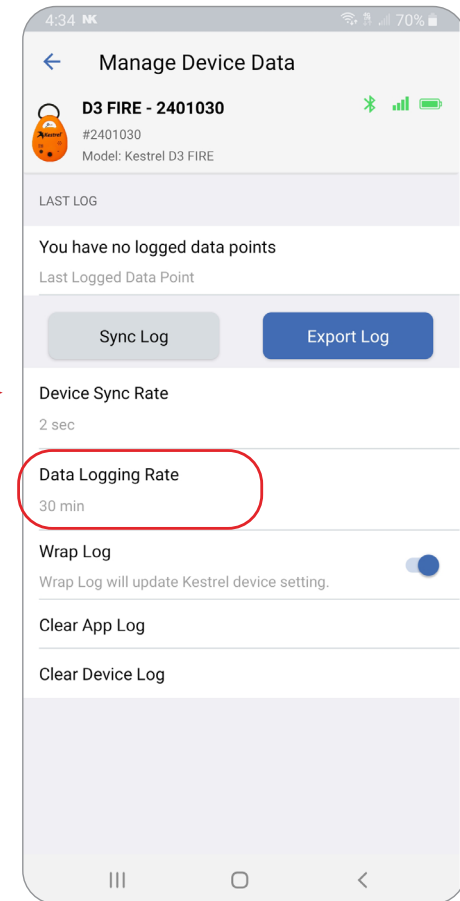 4:34 NK 70%
Manage Device Data
D3 FIRE - 2401030
#2401030
Model: Kestrel D3 FIRE
Kestrel
LAST LOG
You have no logged data points
Last Logged Data Point
Sync Log Export Log
Device Sync Rate
2 sec
Data Logging Rate
30 min
Wrap Log
Wrap Log will update Kestrel device setting.
Clear App Log
Clear Device Log